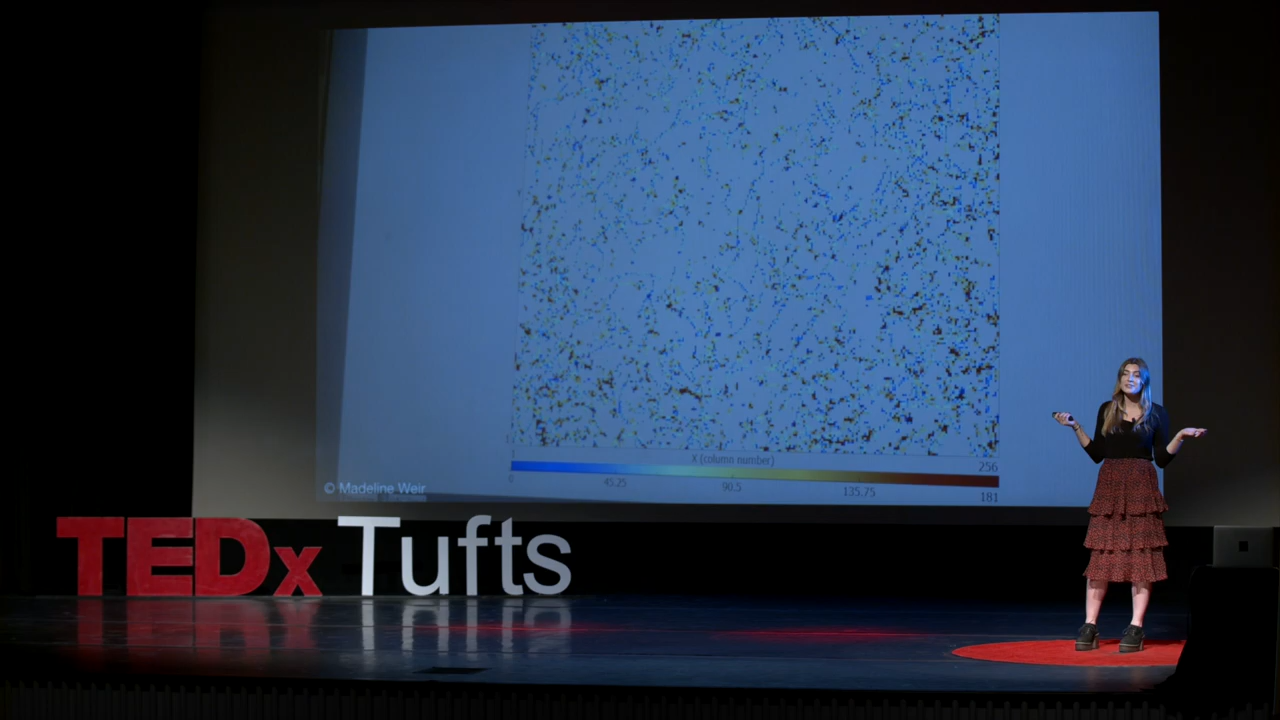 X (column number)
256
0
45.25
90.5
135.75
181
© Madeline Weir
TEDx Tufts